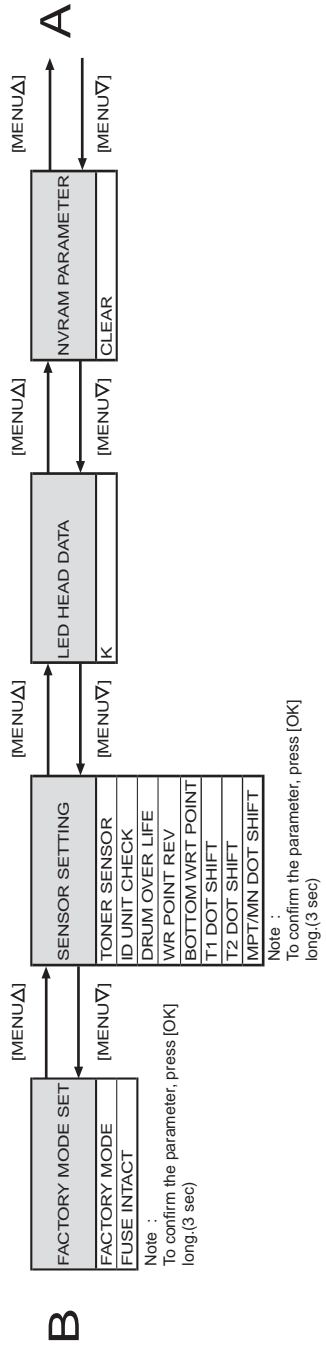 B
FACTORY MODE SET
FACTORY MODE
FUSE INTACT
Note :
To confirm the parameter, press [OK]
long.(3 sec)
[MENU∆]
[MENU∇]
SENSOR SETTING
TONER SENSOR
ID UNIT CHECK
DRUM OVER LIFE
WR POINT REV
BOTTOM WRT POINT
T1 DOT SHIFT
T2 DOT SHIFT
MPT/MN DOT SHIFT
Note :
To confirm the parameter, press [OK]
long.(3 sec)
[MENU∆]
[MENU∇]
LED HEAD DATA
K
[MENU∆]
[MENU∇]
NVRAM PARAMETER
CLEAR
[MENU∆]
[MENU∇]
A